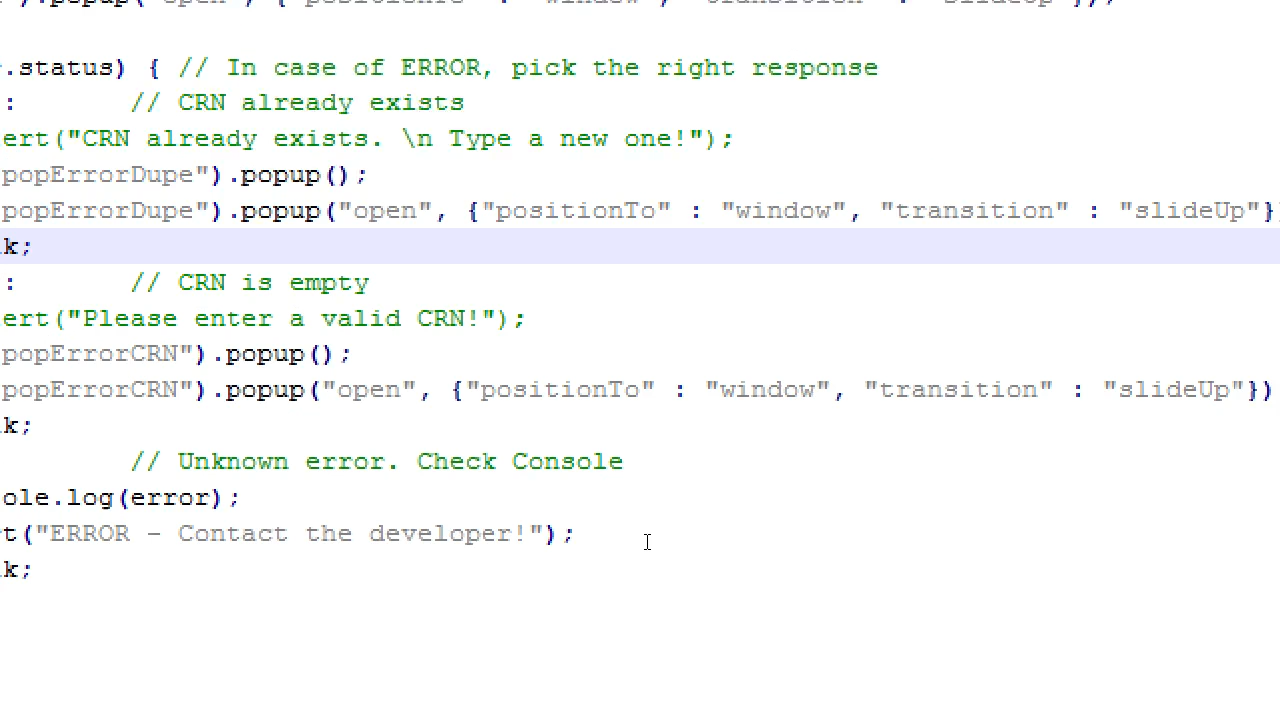 .status) { // In case of ERROR, pick the right response
:       // CRN already exists
ert("CRN already exists. \n Type a new one!");
popErrorDupe").popup();
popErrorDupe").popup("open", {"positionTo" : "window", "transition" : "slideUp"}
k;
:       // CRN is empty
ert("Please enter a valid CRN!");
popErrorCRN").popup();
popErrorCRN").popup("open", {"positionTo" : "window", "transition" : "slideUp"})
k;
// Unknown error. Check Console
ole.log(error);
t("ERROR - Contact the developer!");
k;